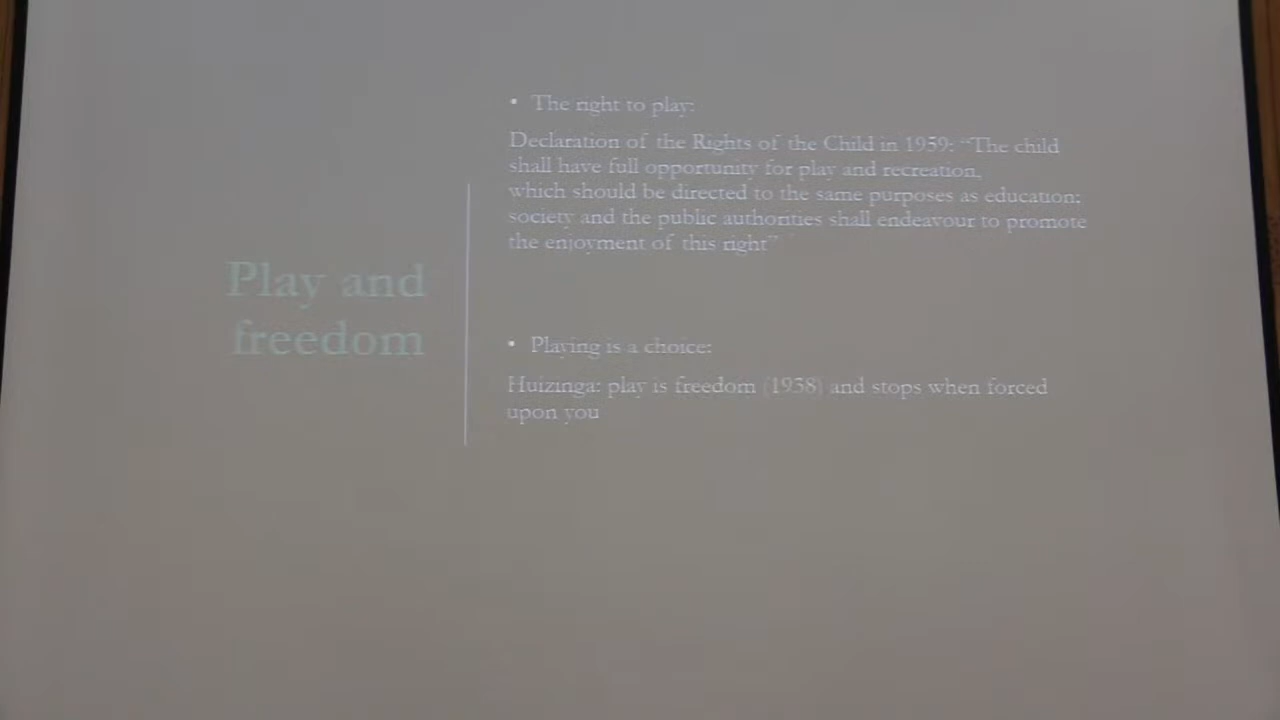 Play and
freedom
• The right to play:
Declaration of the Rights of the Child in 1959: “The child
shall have full opportunity for play and recreation,
which should be directed to the same purposes as education;
society and the public authorities shall endeavour to promote
the enjoyment of this right”
• Playing is a choice:
Huizinga: play is freedom (1958) and stops when forced
upon you